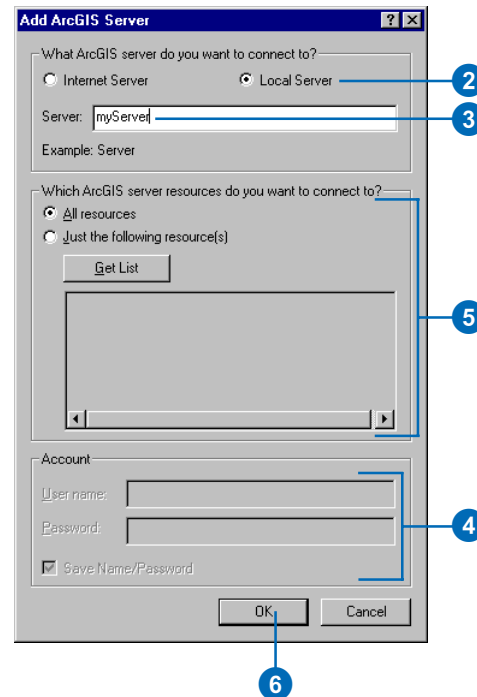 Add ArcGIS Server
What ArcGIS server do you want to connect to?
Internet Server
Local Server
2
Server: myServer
3
Example: Server
Which ArcGIS server resources do you want to connect to?
All resources
Just the following resource(s)
Get List
5
Account
User name:
Password:
4
Save Name/Password
OK
Cancel
6